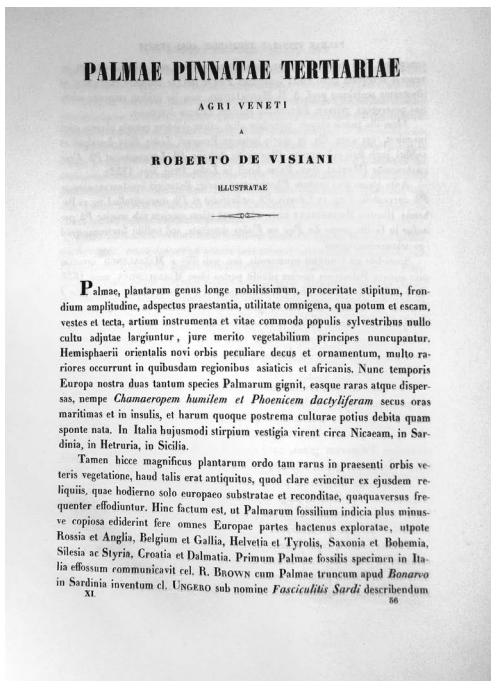 PALMAE PINNATAE TERTIARIAE
AGRI VENETI
A
ROBERTO DE VISIANI
ILLUSTRATAE
Palmae, plantarum genus longe nobilissimum, proceritate stipitum, fron-
dium amplitudine, adspectus praestantia, utilitate omnigena, qua potum et escam,
vestes et tecta, artium instrumenta et vitae commoda populis sylvestribus nullo
cultu adjutae largiuntur, jure merito vegetabilium principes nuncupantur.
Hemisphaerii orientalis novi orbis peculiare decus et ornamentum, multo ra-
riores occurrunt in quibusdam regionibus asiaticis et africanis. Nunc temporis
Europa nostra duas tantum species Palmarum gignit, easque raras atque disper-
sas, nempe Chamaeropem humilem et Phoenicem dactyliferam secus oras
maritimas et in insulis, et harum quoque postrema culturae potius debita quam
sponte nata. In Italia hujusmodi stirpium vestigia virent circa Nicaeam, in Sar-
dinia, in Hetruria, in Sicilia.
Tamen hicce magnificus plantarum ordo tam rarus in praesenti orbis ve-
teris vegetatione, haud talis erat antiquitus, quod clare evincitur ex ejusdem re-
liquiis, quae hodierno solo europaeo substratae et reconditae, quaquaversus fre-
quenter effodiuntur. Hinc factum est, ut Palmarum fossilium indicia plus minus-
ve copiosa ediderint fere omnes Europae partes hactenus exploratae, utpote
Rossia et Anglia, Belgium et Gallia, Helvetia et Tyrolis, Saxonia et Bohemia,
Silesia ac Styria, Croatia et Dalmatia. Primum Palmae fossilis specimen in Ita-
lia effossum communicavit cel. R. BROWN cum Palmae truncum apud Bonarvo
in Sardinia inventum cl. UNGERO sub nomine Fasciculitis Sardi describendum
XI.
56